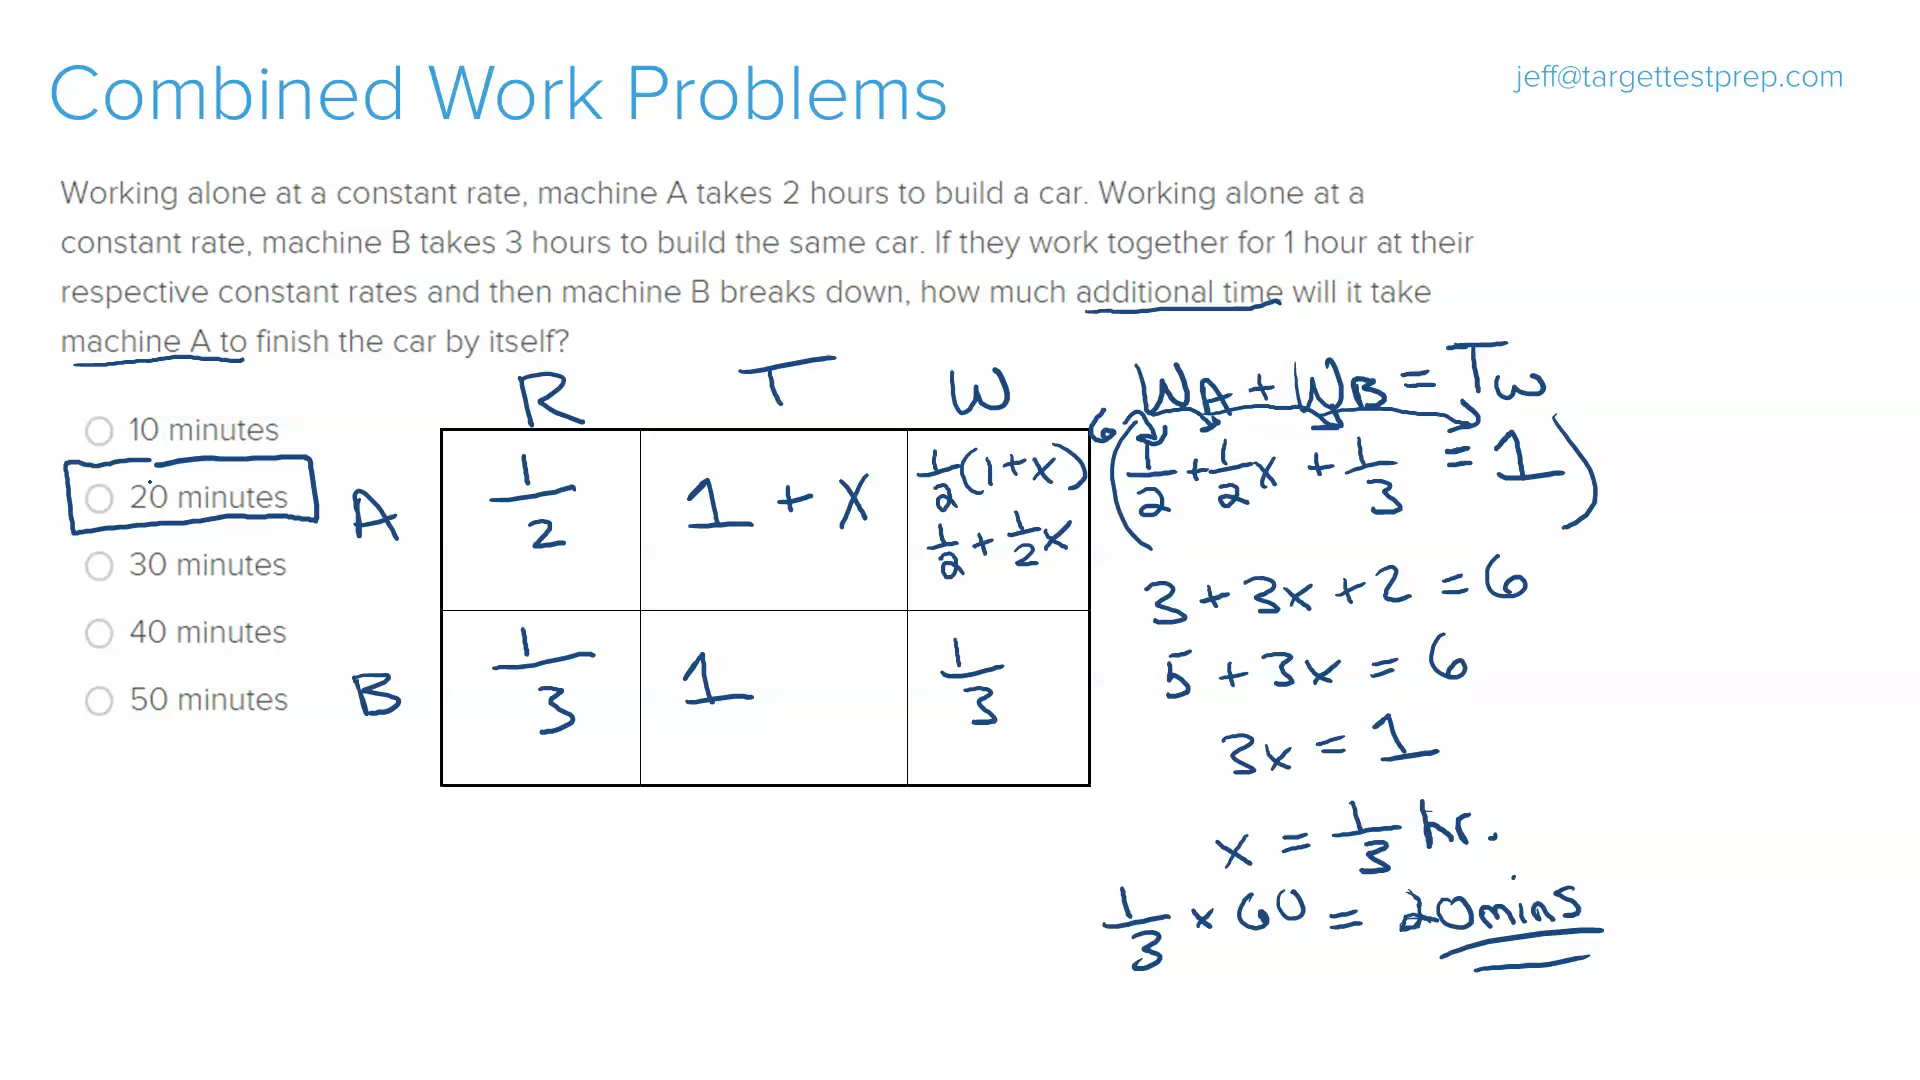 Combined Work Problems
jeff@targettestprep.com
Working alone at a constant rate, machine A takes 2 hours to build a car. Working alone at a
constant rate, machine B takes 3 hours to build the same car. If they work together for 1 hour at their
respective constant rates and then machine B breaks down, how much additional time will it take
machine A to finish the car by itself?
10 minutes
20 minutes
30 minutes
40 minutes
50 minutes
R T W
A 1/2 1 + x 1/2(1+x)
1/2 + 1/2x
B 1/3 1 1/3
WA + WB = TW
6(1/2 + 1/2x + 1/3 = 1)
3 + 3x + 2 = 6
5 + 3x = 6
3x = 1
x = 1/3 hr.
1/3 × 60 = 20mins